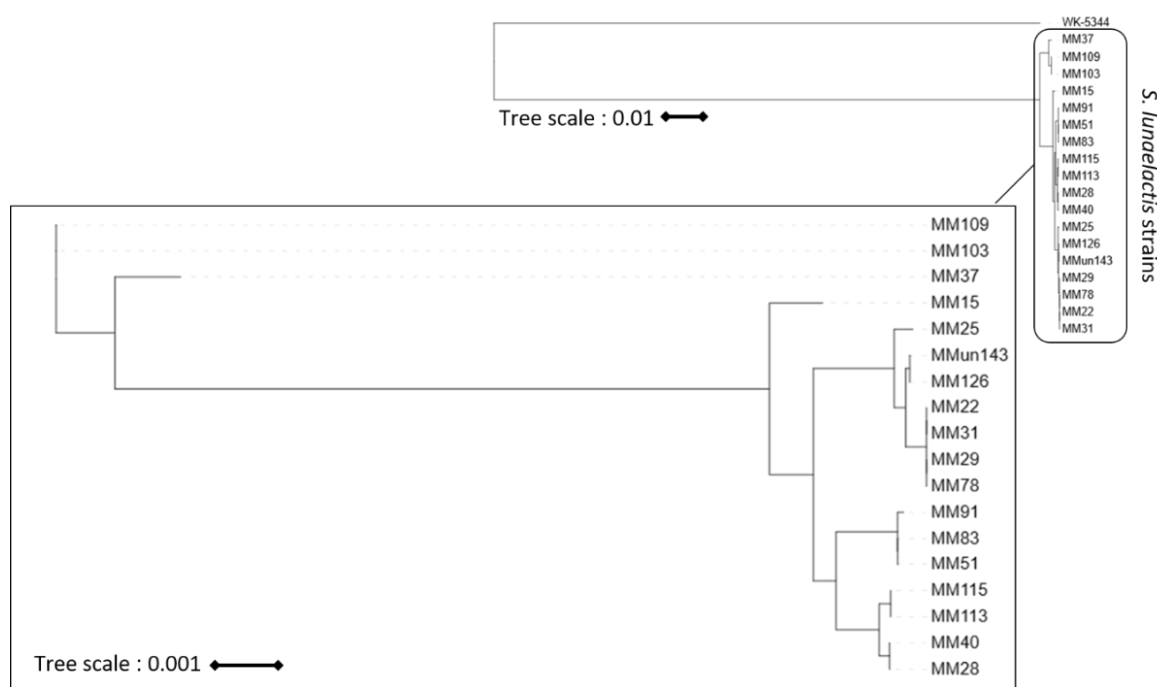 WK-5344
MM37
MM109
MM103
MM15
MM91
MM51
MM83
MM115
MM113
MM28
MM40
MM25
MM126
MMun143
MM29
MM78
MM22
MM31
S. lunaelactis strains
Tree scale : 0.01
MM109
MM103
MM37
MM15
MM25
MMun143
MM126
MM22
MM31
MM29
MM78
MM91
MM83
MM51
MM115
MM113
MM40
MM28
Tree scale : 0.001